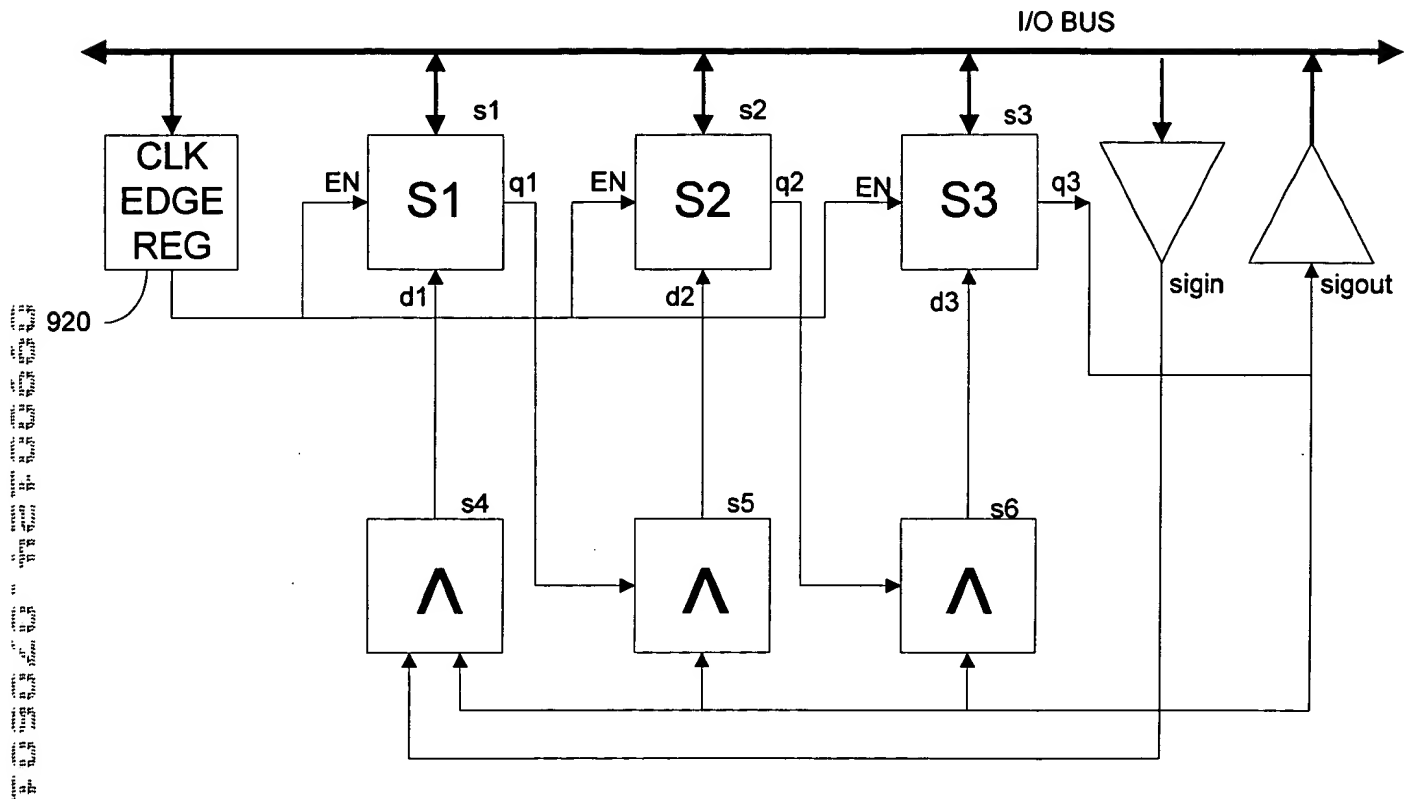 I/O BUS
s1
s2
s3
CLK
EDGE
REG
EN
S1
q1
EN
S2
q2
EN
S3
q3
sigin
sigout
d1
d2
d3
920
s4
s5
s6
Λ
Λ
Λ